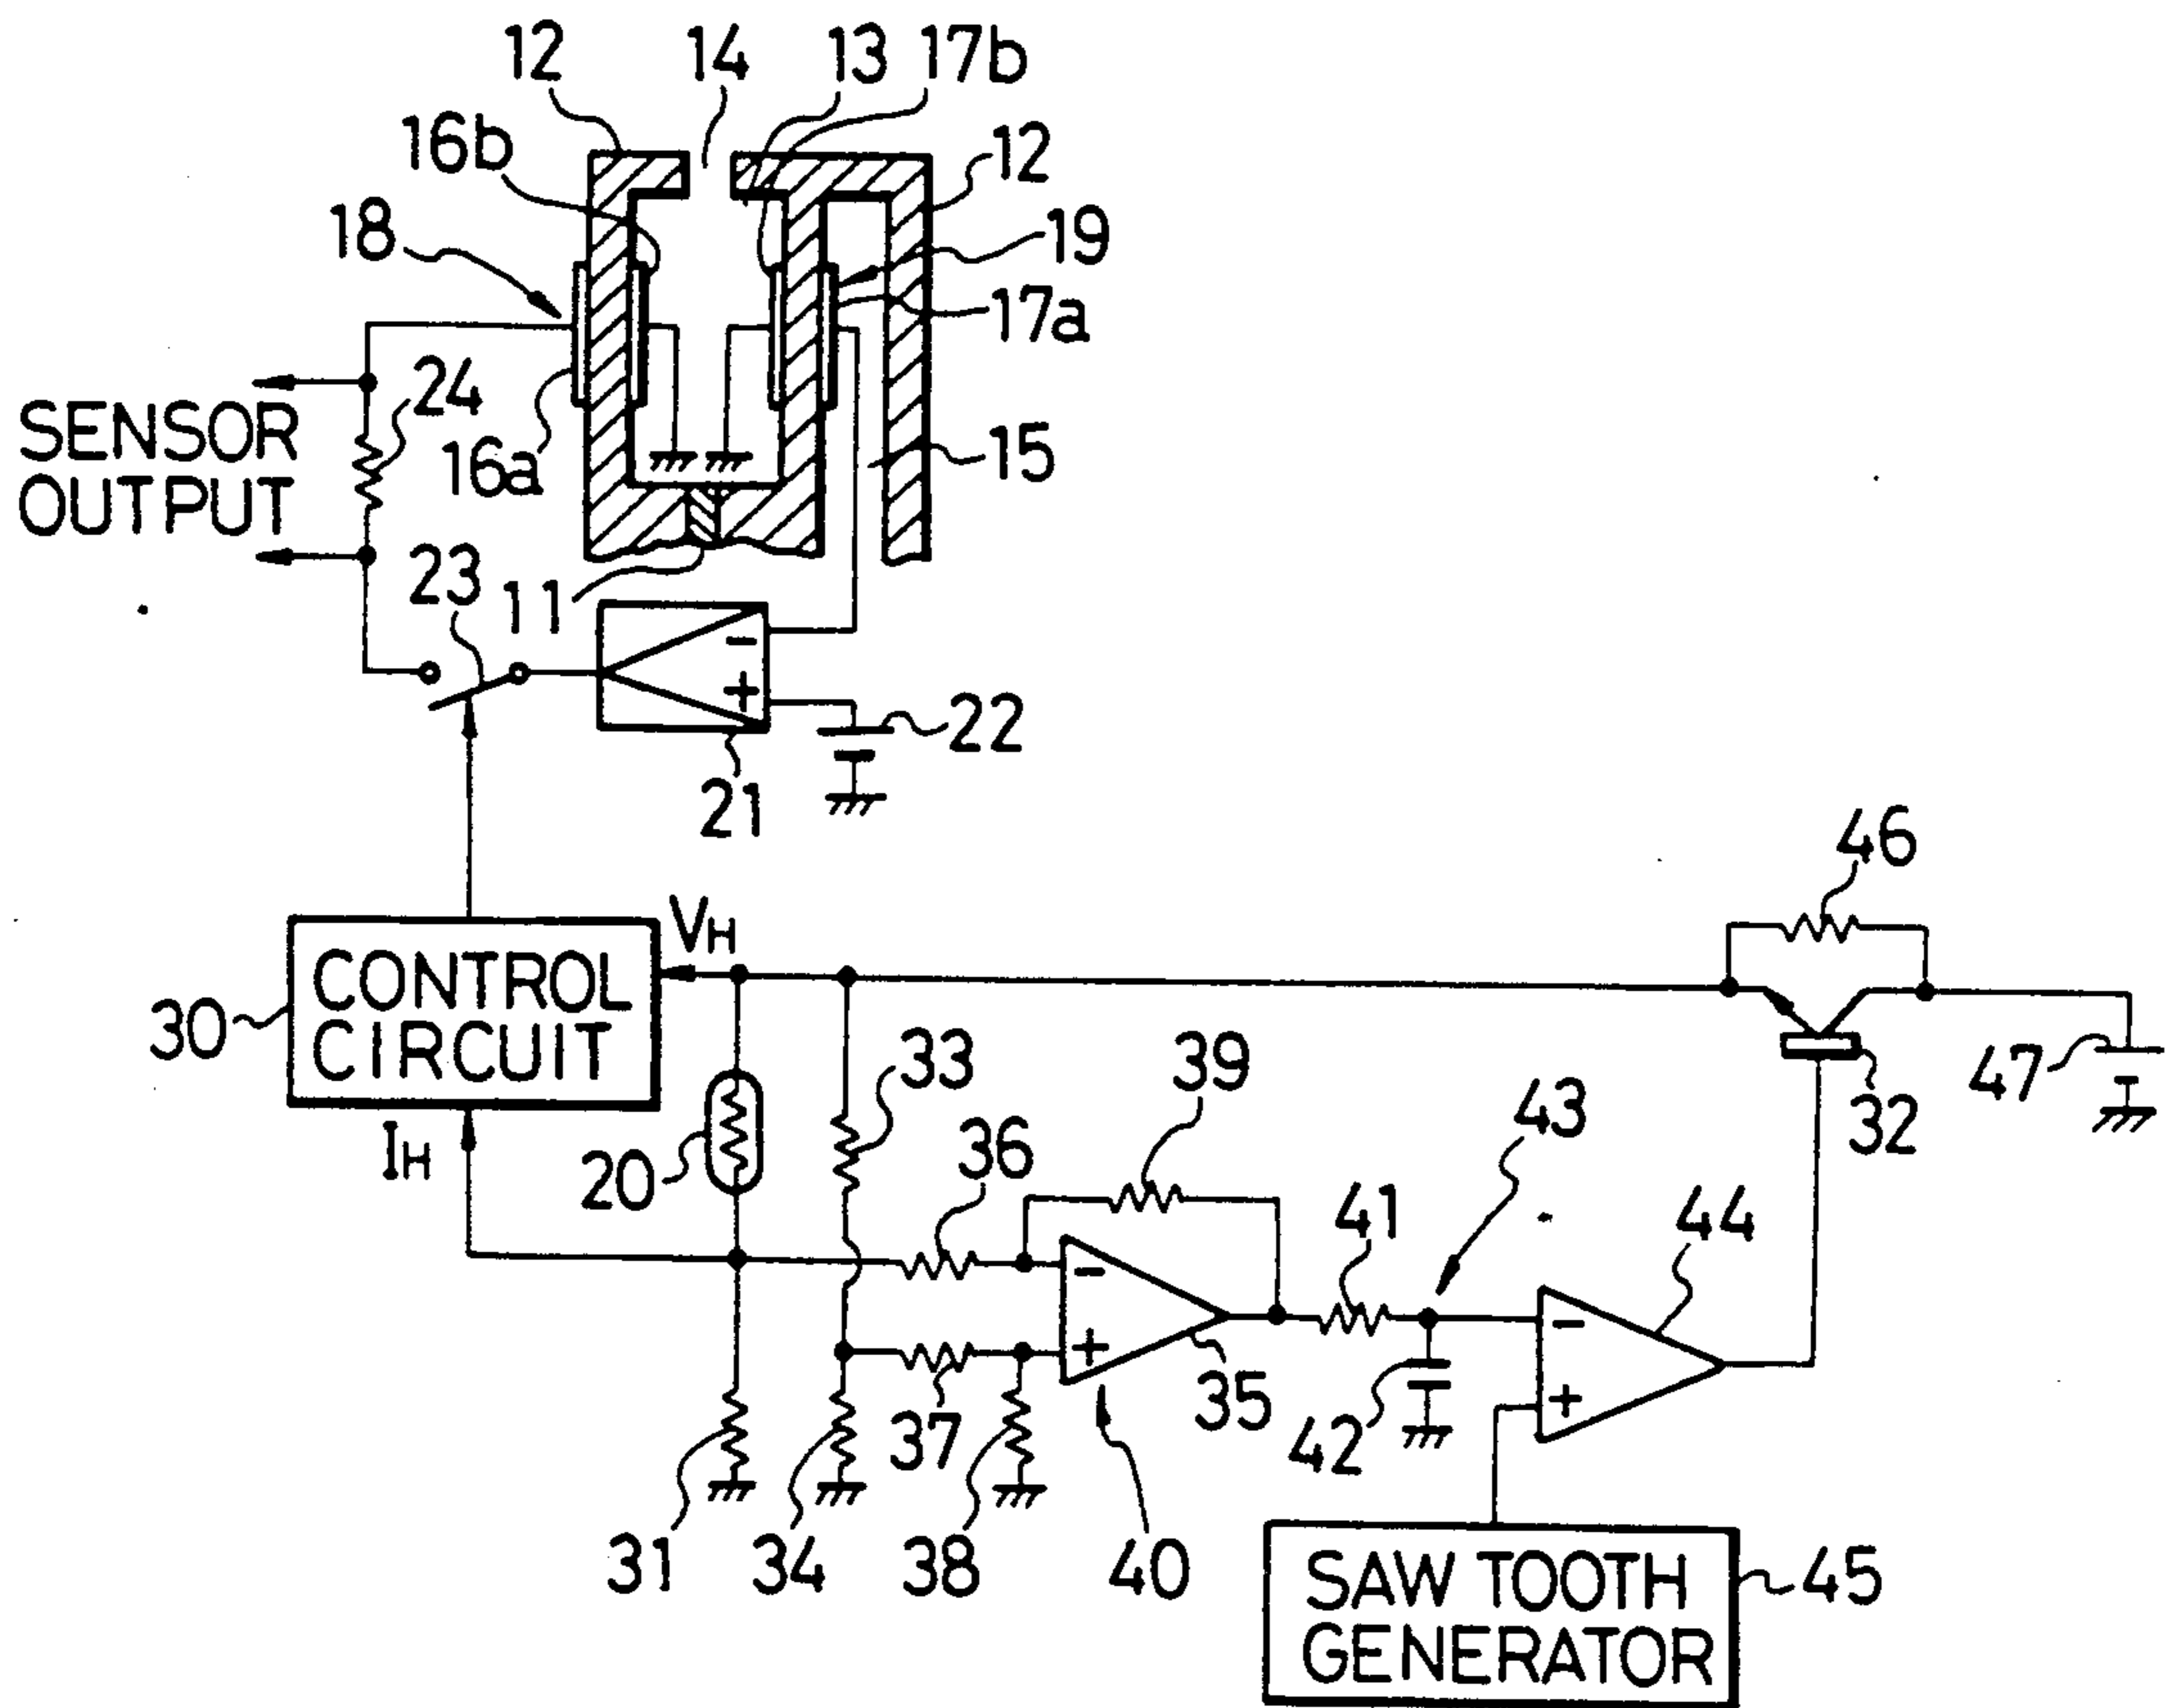 12 14 13 17b
16b 12
18 19
17a
24
SENSOR
OUTPUT
16a 15
23 11
22
21
46
VH
CONTROL
CIRCUIT
30 33 39 47
32
IH 20 36 43
41 44
35
37 42
31 34 38 40
SAW TOOTH
GENERATOR
45